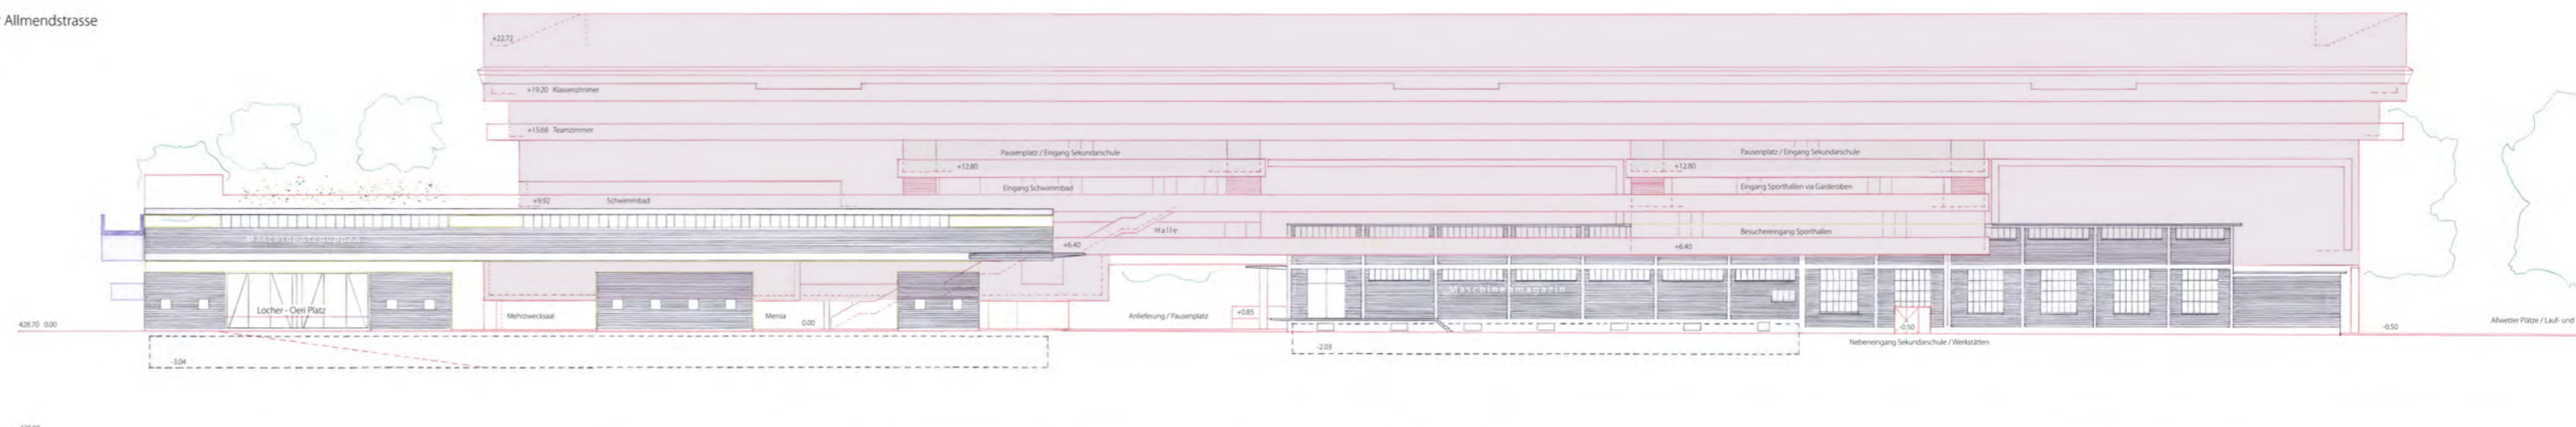 Allmendstrasse
+22.72
+19.20 Klassenzimmer
+15.68 Teamzimmer
Pausenplatz / Eingang Sekundarschule
Pausenplatz / Eingang Sekundarschule
+12.80
+12.80
Eingang Schwimmbad
Eingang Sporthallen via Garderoben
+9.92 Schwimmbad
Halle
Besuchereingang Sporthallen
Maschinenschuppen
+6.40
+6.40
Maschinenmagazin
Locher - Oeri Platz
Mehrzwecksaal
Mensa
0.00
Anlieferung / Pausenplatz
+0.85
428.70 0.00
-0.50
-0.50
Allwetter Plätze / Lauf- und
Nebeneingang Sekundarschule / Werkstätten
-3.04
-2.03